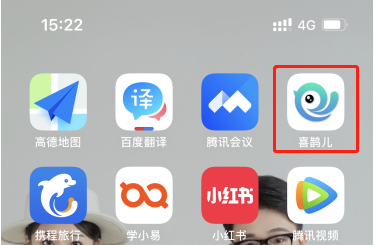 15:22 4G
高德地图 百度翻译 腾讯会议 喜鹊儿
译
小红书
携程旅行 学小易 小红书 腾讯视频